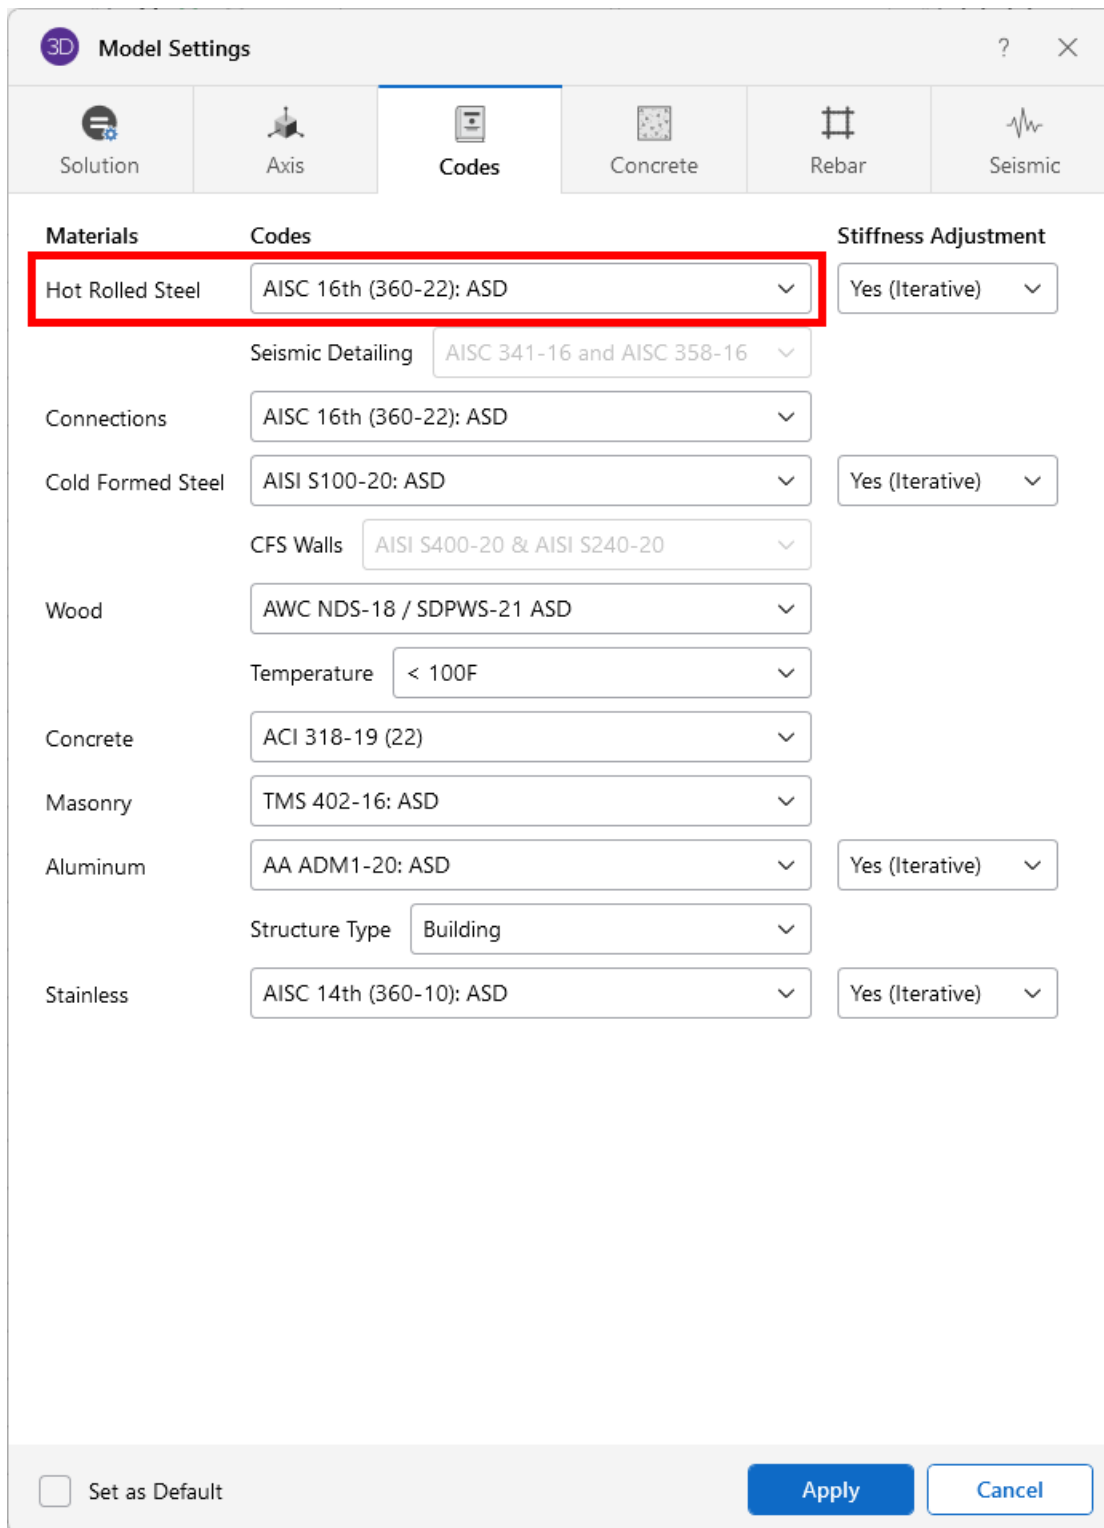 3D Model Settings ?
Solution Axis Codes Concrete Rebar Seismic
Materials Codes Stiffness Adjustment
Hot Rolled Steel AISC 16th (360-22): ASD Yes (Iterative)
Seismic Detailing AISC 341-16 and AISC 358-16
Connections AISC 16th (360-22): ASD
Cold Formed Steel AISI S100-20: ASD Yes (Iterative)
CFS Walls AISI S400-20 & AISI S240-20
Wood AWC NDS-18 / SDPWS-21 ASD
Temperature < 100F
Concrete ACI 318-19 (22)
Masonry TMS 402-16: ASD
Aluminum AA ADM1-20: ASD Yes (Iterative)
Structure Type Building
Stainless AISC 14th (360-10): ASD Yes (Iterative)
Set as Default Apply Cancel